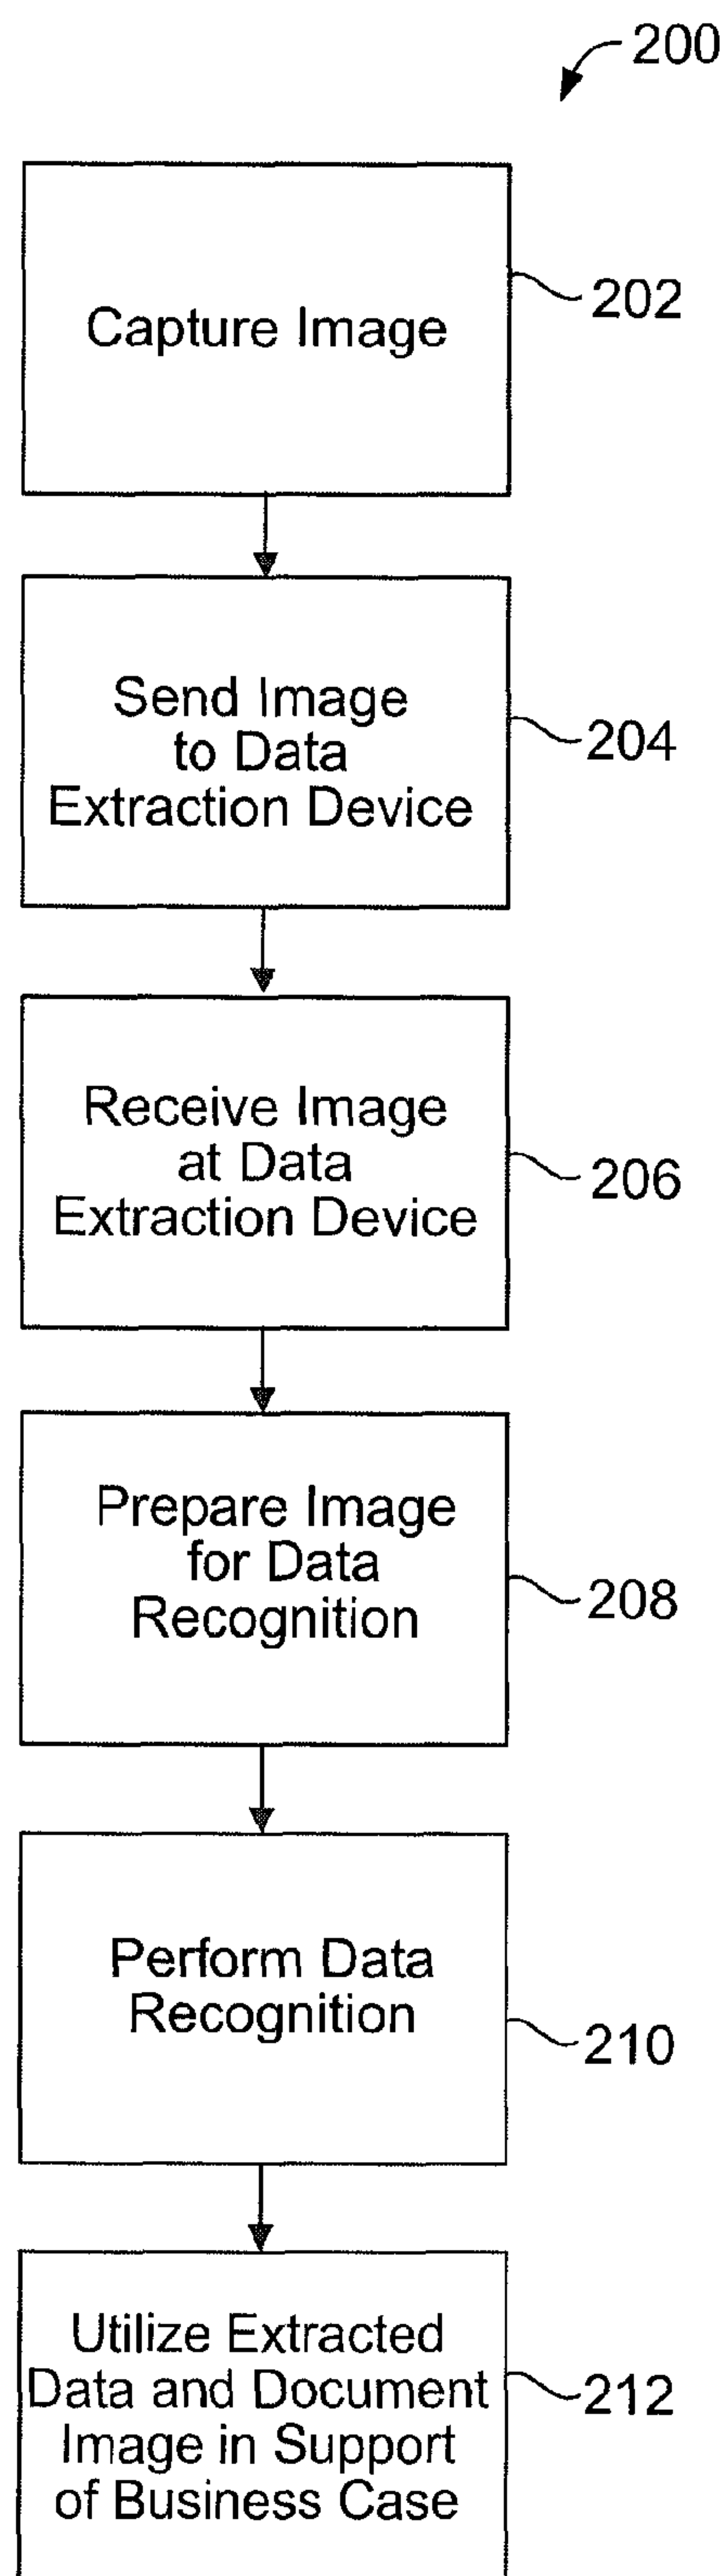 200
Capture Image
202
Send Image
to Data
Extraction Device
204
Receive Image
at Data
Extraction Device
206
Prepare Image
for Data
Recognition
208
Perform Data
Recognition
210
Utilize Extracted
Data and Document
Image in Support
of Business Case
212